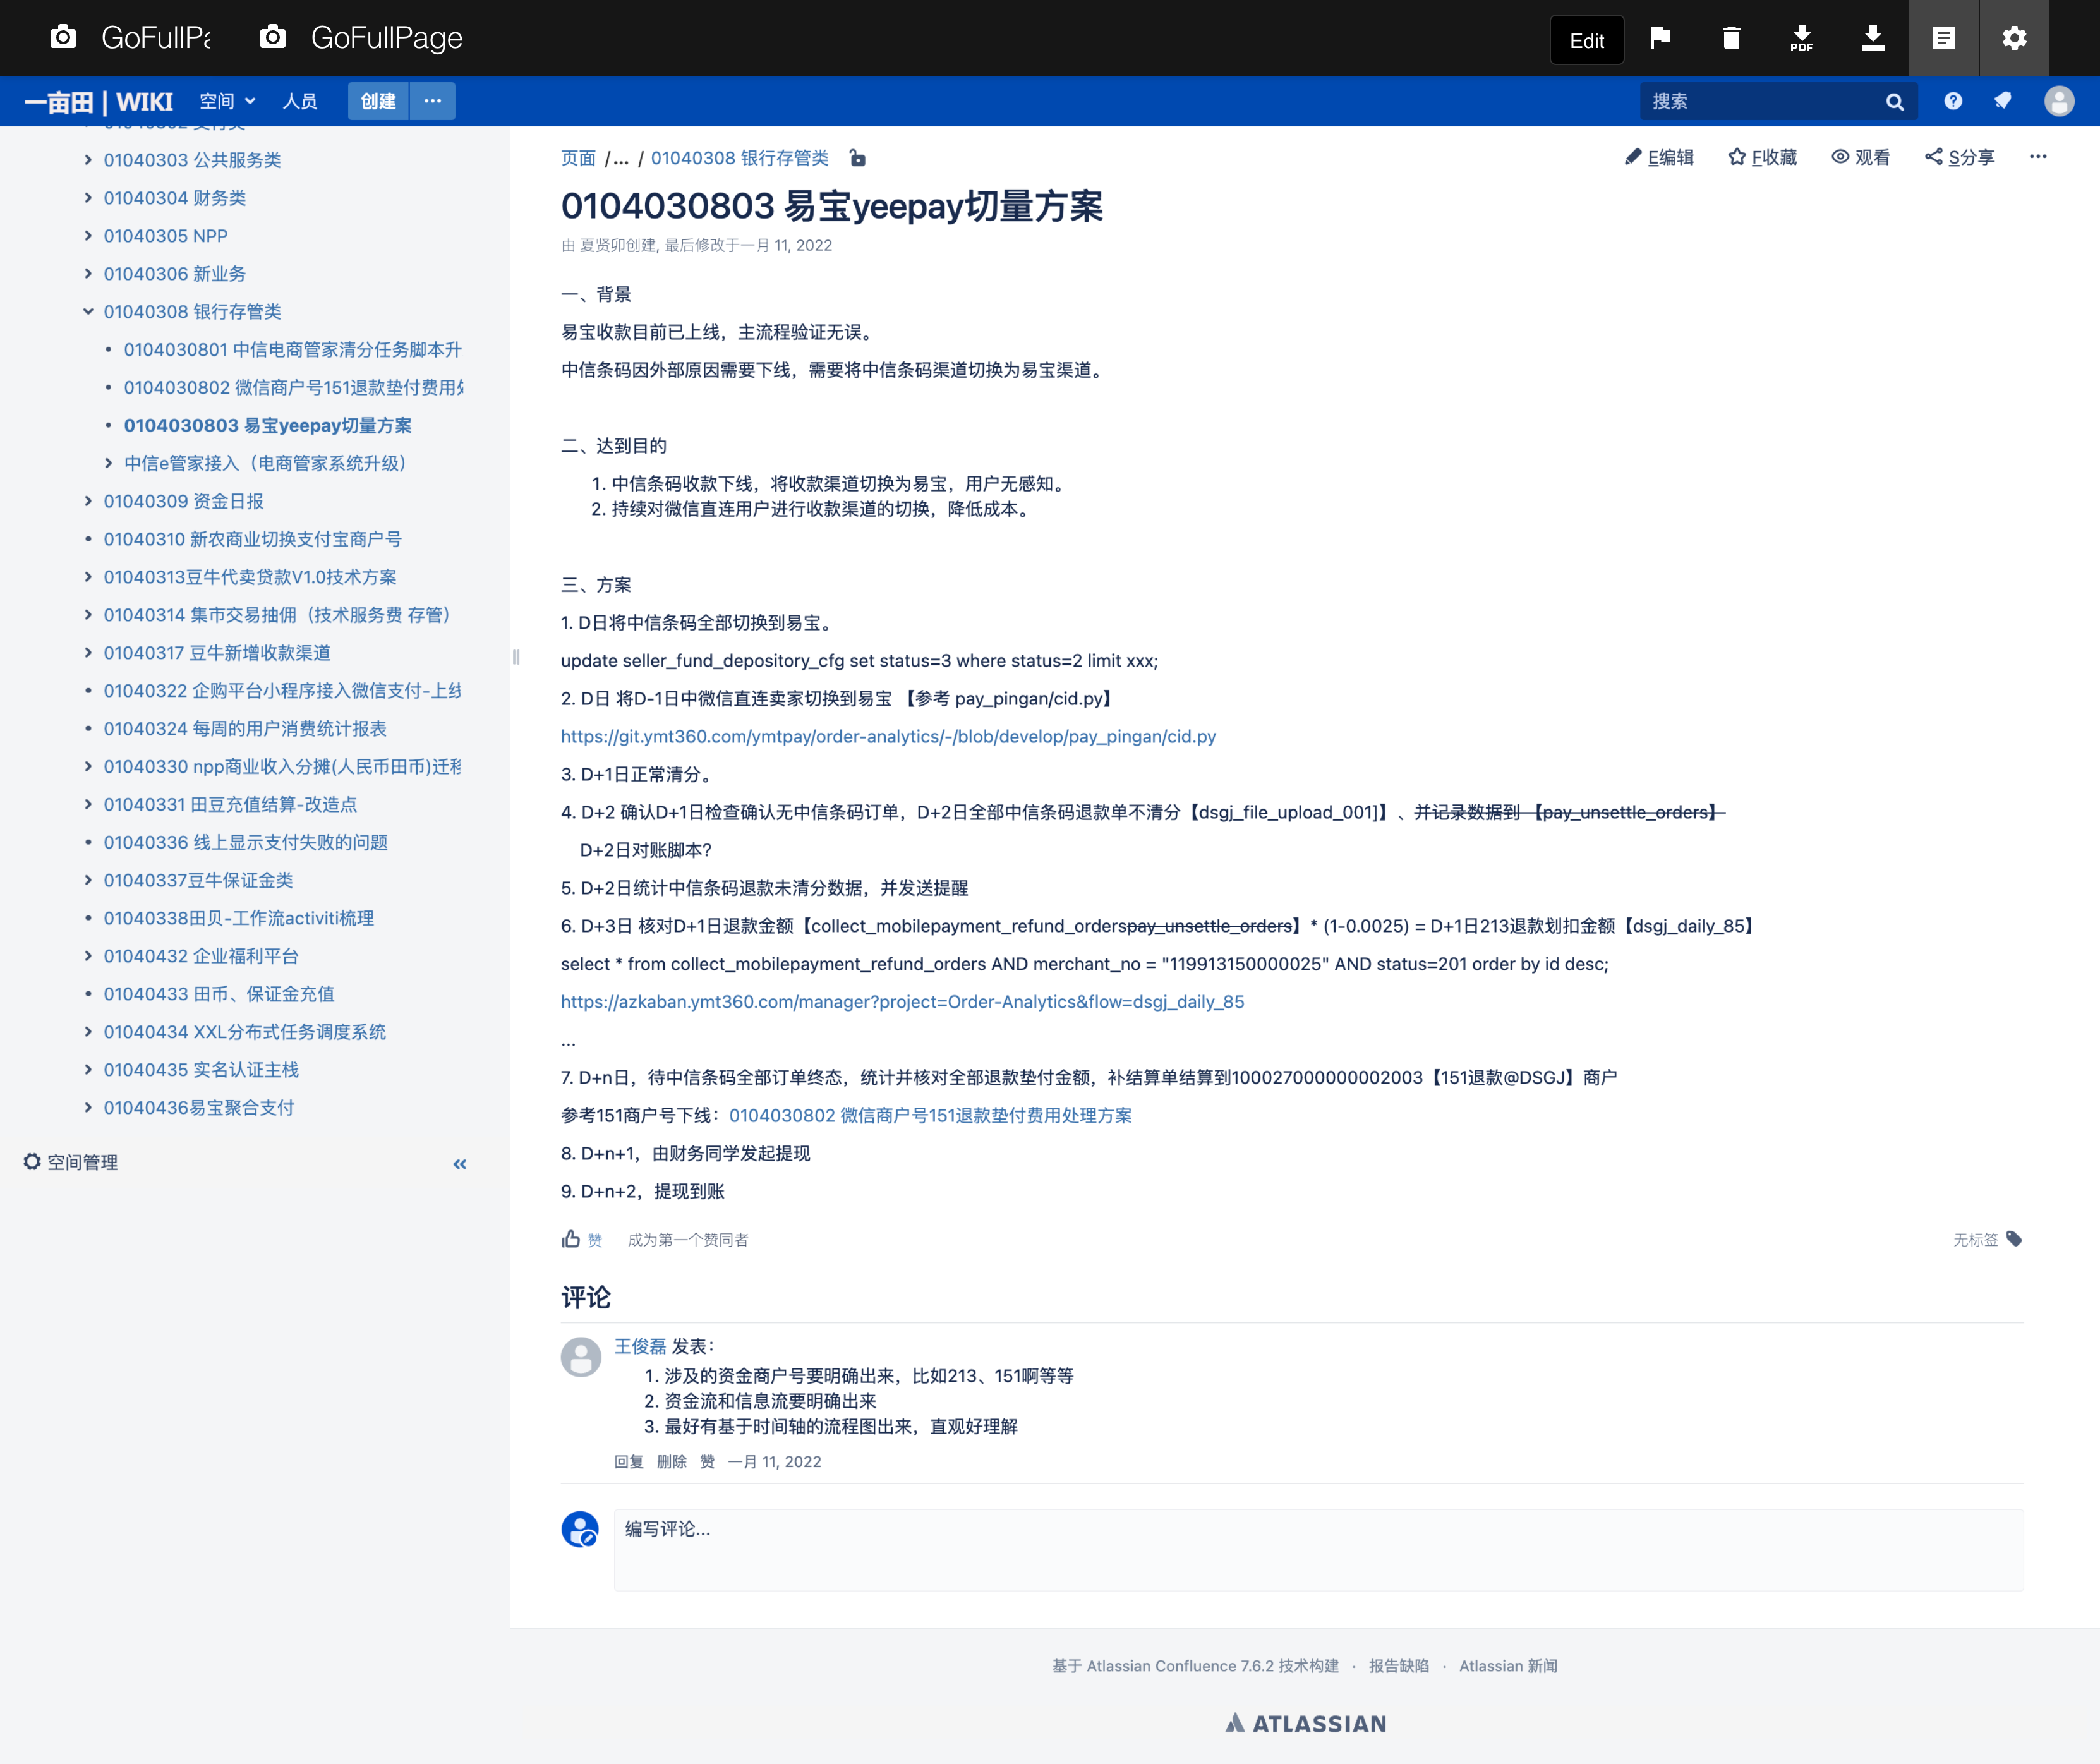 GoFullPa
GoFullPage
Edit
PDF
一亩田 | WIKI
空间
人员
创建
搜索
01040303 公共服务类
01040304 财务类
01040305 NPP
01040306 新业务
01040308 银行存管类
0104030801 中信电商管家清分任务脚本升
0104030802 微信商户号151退款垫付费用处
0104030803 易宝yeepay切量方案
中信e管家接入（电商管家系统升级）
01040309 资金日报
01040310 新农商业切换支付宝商户号
01040313豆牛代卖贷款V1.0技术方案
01040314 集市交易抽佣（技术服务费 存管）
01040317 豆牛新增收款渠道
01040322 企购平台小程序接入微信支付-上线
01040324 每周的用户消费统计报表
01040330 npp商业收入分摊(人民币田币)迁移
01040331 田豆充值结算-改造点
01040336 线上显示支付失败的问题
01040337豆牛保证金类
01040338田贝-工作流activiti梳理
01040432 企业福利平台
01040433 田币、保证金充值
01040434 XXL分布式任务调度系统
01040435 实名认证主栈
01040436易宝聚合支付
空间管理
页面 /... / 01040308 银行存管类
E编辑
F收藏
观看
S分享
0104030803 易宝yeepay切量方案
由 夏贤卯创建, 最后修改于一月 11, 2022
一、背景
易宝收款目前已上线，主流程验证无误。
中信条码因外部原因需要下线，需要将中信条码渠道切换为易宝渠道。
二、达到目的
1. 中信条码收款下线，将收款渠道切换为易宝，用户无感知。
2. 持续对微信直连用户进行收款渠道的切换，降低成本。
三、方案
1. D日将中信条码全部切换到易宝。
update seller_fund_depository_cfg set status=3 where status=2 limit xxx;
2. D日 将D-1日中微信直连卖家切换到易宝 【参考 pay_pingan/cid.py】
https://git.ymt360.com/ymtpay/order-analytics/-/blob/develop/pay_pingan/cid.py
3. D+1日正常清分。
4. D+2 确认D+1日检查确认无中信条码订单，D+2日全部中信条码退款单不清分【dsgj_file_upload_001]】、并记录数据到 【pay_unsettle_orders】
D+2日对账脚本?
5. D+2日统计中信条码退款未清分数据，并发送提醒
6. D+3日 核对D+1日退款金额【collect_mobilepayment_refund_orderspay_unsettle_orders】* (1-0.0025) = D+1日213退款划扣金额【dsgj_daily_85】
select * from collect_mobilepayment_refund_orders AND merchant_no = "119913150000025" AND status=201 order by id desc;
https://azkaban.ymt360.com/manager?project=Order-Analytics&flow=dsgj_daily_85
...
7. D+n日，待中信条码全部订单终态，统计并核对全部退款垫付金额，补结算单结算到100027000000002003【151退款@DSGJ】商户
参考151商户号下线：0104030802 微信商户号151退款垫付费用处理方案
8. D+n+1，由财务同学发起提现
9. D+n+2，提现到账
赞 成为第一个赞同者
无标签
评论
王俊磊 发表：
1. 涉及的资金商户号要明确出来，比如213、151啊等等
2. 资金流和信息流要明确出来
3. 最好有基于时间轴的流程图出来，直观好理解
回复 删除 赞 一月 11, 2022
编写评论...
基于 Atlassian Confluence 7.6.2 技术构建 · 报告缺陷 · Atlassian 新闻
ATLASSIAN